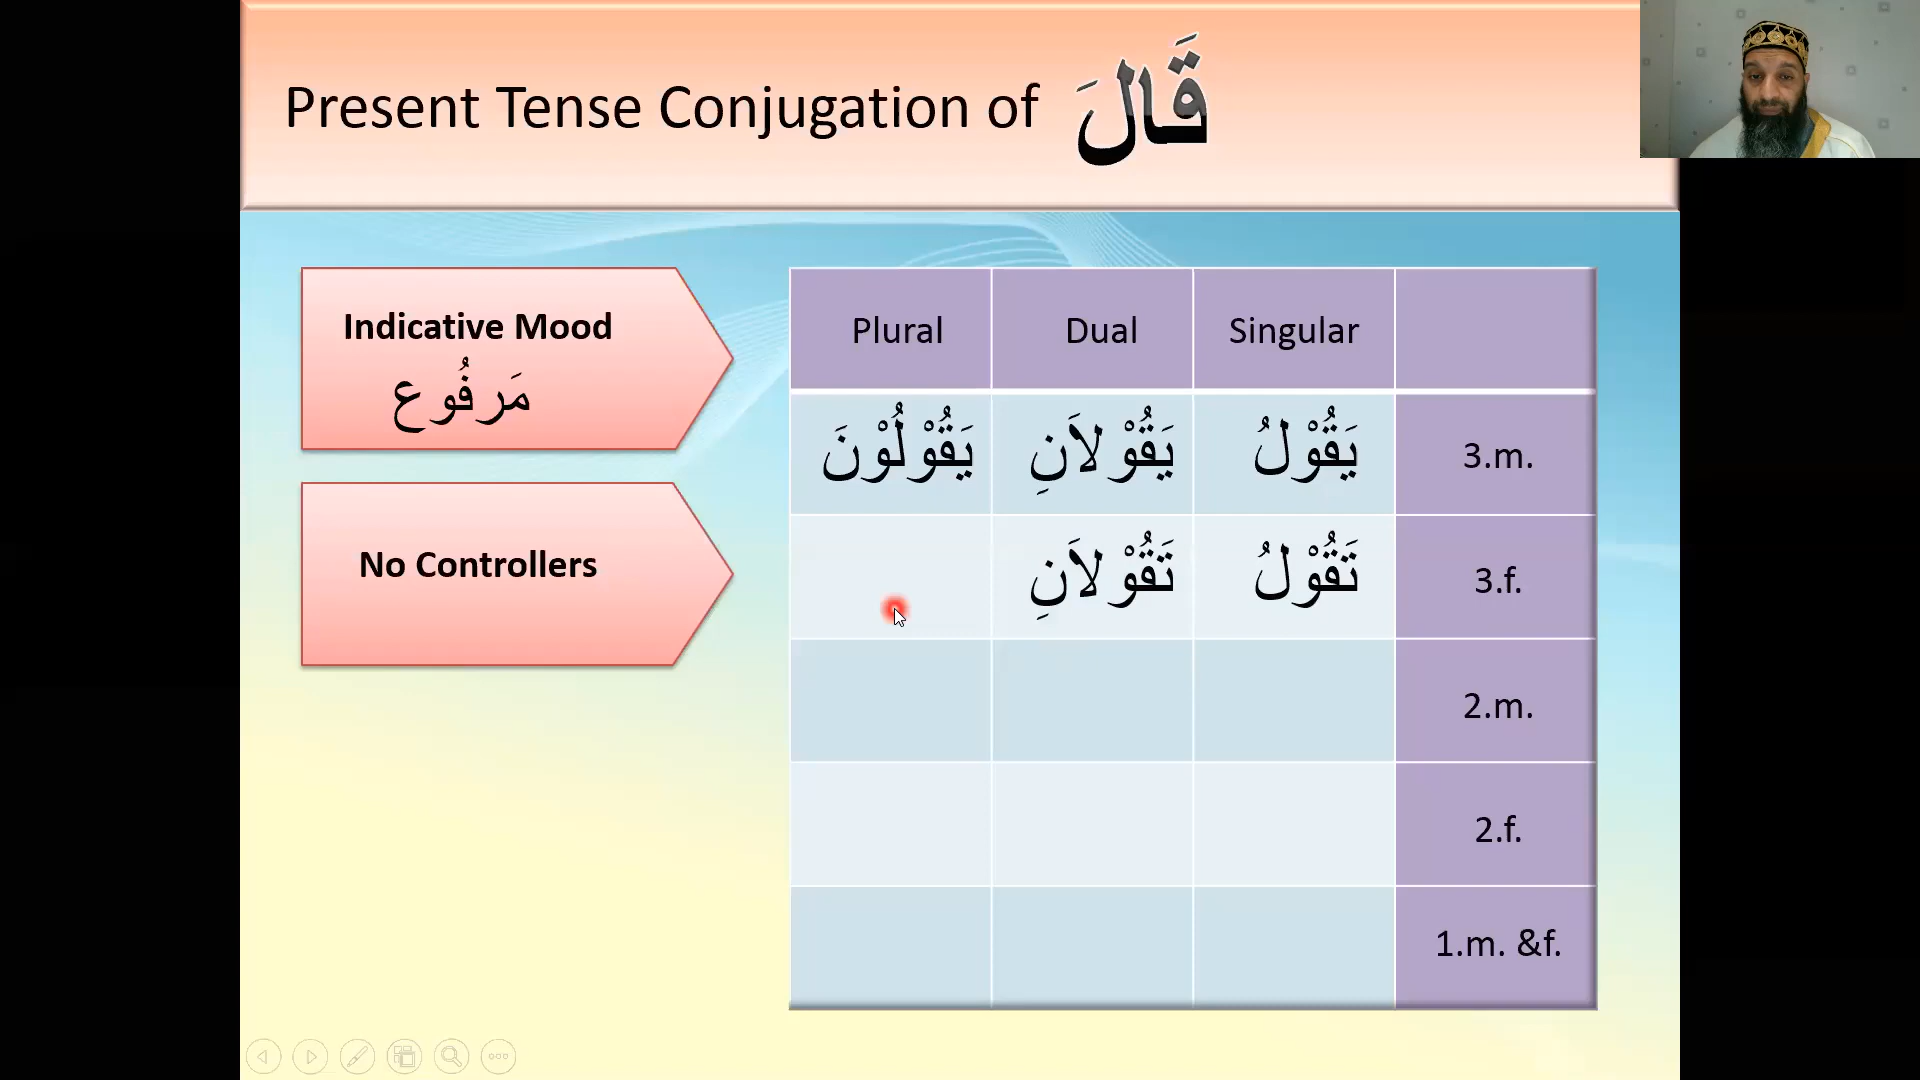 Present Tense Conjugation of قَالَ
Indicative Mood
مَرفُوع
No Controllers
Plural Dual Singular
يَقُوْلُوْنَ يَقُوْلاَنِ يَقُوْلُ 3.m.
تَقُوْلاَنِ تَقُوْلُ 3.f.
2.m.
2.f.
1.m. &f.